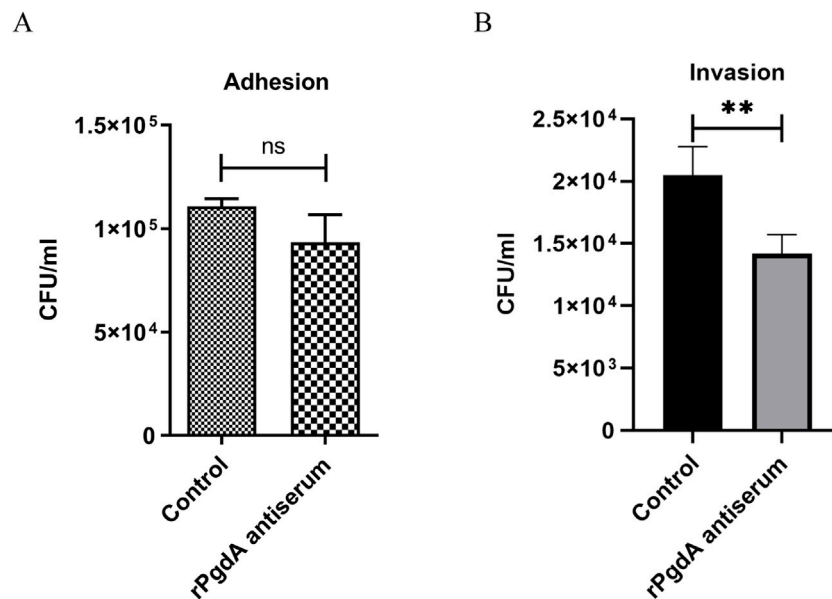 A
Adhesion
1.5×10⁵
1×10⁵
5×10⁴
0
CFU/ml
ns
Control
rPgdA antiserum
B
Invasion
**
2.5×10⁴
2×10⁴
1.5×10⁴
1×10⁴
5×10³
0
CFU/ml
Control
rPgdA antiserum